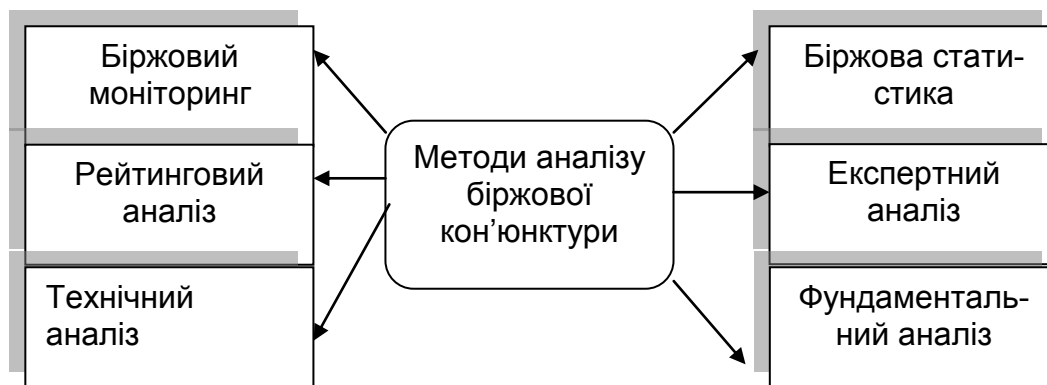 Біржовий
моніторинг
Рейтинговий
аналіз
Технічний
аналіз
Методи аналізу
біржової
кон’юнктури
Біржова стати-
стика
Експертний
аналіз
Фундаменталь-
ний аналіз